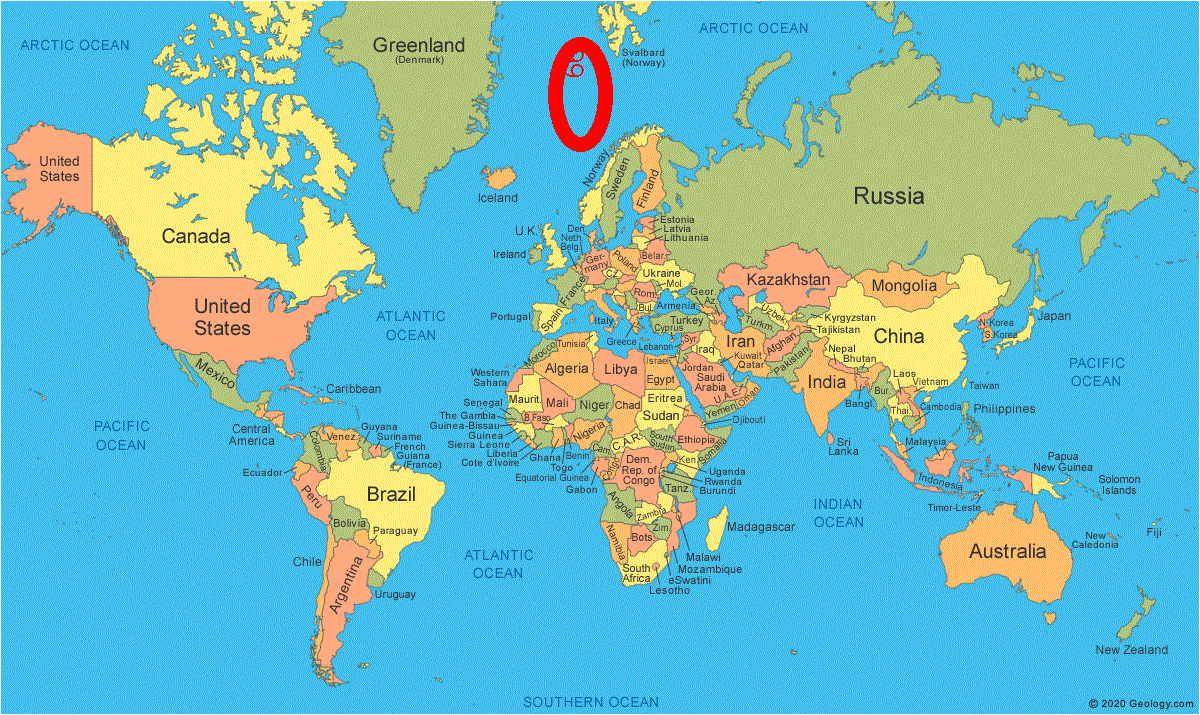 ARCTIC OCEAN
Greenland
(Denmark)
Svalbard
(Norway)
ARCTIC OCEAN
United
States
Canada
Iceland
Norway
Sweden
Finland
Russia
Estonia
Latvia
Lithuania
U.K.
Ireland
Den.
Neth.
Belg.
Ger-
many
Poland
Belar.
Ukraine
Mol.
Cz.
France
Rom.
Bul.
Spain
Portugal
Italy
Greece
Geor.
Az.
Armenia
Turkey
Cyprus
Lebanon
Israel
Syr.
Iraq
Jordan
Kuwait
Qatar
Iran
Kazakhstan
Uzbek.
Turkm.
Kyrgyzstan
Tajikistan
Afghan.
Pakistan
Mongolia
China
N.Korea
S.Korea
Japan
Nepal
Bhutan
India
Bangl.
Bur.
Laos
Vietnam
Thai.
Cambodia
Taiwan
Philippines
Malaysia
Indonesia
Timor-Leste
Sri
Lanka
United
States
Mexico
ATLANTIC
OCEAN
Caribbean
Central
America
PACIFIC
OCEAN
Venez.
Guyana
Suriname
French
Guiana
(France)
Colombia
Ecuador
Peru
Brazil
Bolivia
Paraguay
Chile
Argentina
Uruguay
Morocco
Tunisia
Algeria
Libya
Egypt
Western
Sahara
Maurit.
Mali
Niger
Chad
Sudan
Eritrea
Saudi
Arabia
U.A.E.
Oman
Yemen
Djibouti
Senegal
The Gambia
Guinea-Bissau
Guinea
Sierra Leone
Liberia
Cote d'Ivoire
B.Faso
Ghana
Togo
Benin
Nigeria
Cam.
Equatorial Guinea
Gabon
Congo
C.A.R.
South
Sudan
Ethiopia
Somalia
Ken.
Uganda
Rwanda
Burundi
Dem.
Rep. of
Congo
Tanz.
Angola
Zambia
Zim.
Namibia
Bots
South
Africa
Malawi
Mozambique
eSwatini
Lesotho
Madagascar
ATLANTIC
OCEAN
INDIAN
OCEAN
PACIFIC
OCEAN
Papua
New Guinea
Solomon
Islands
Australia
New
Caledonia
Fiji
New Zealand
SOUTHERN OCEAN
© 2020 Geology.com